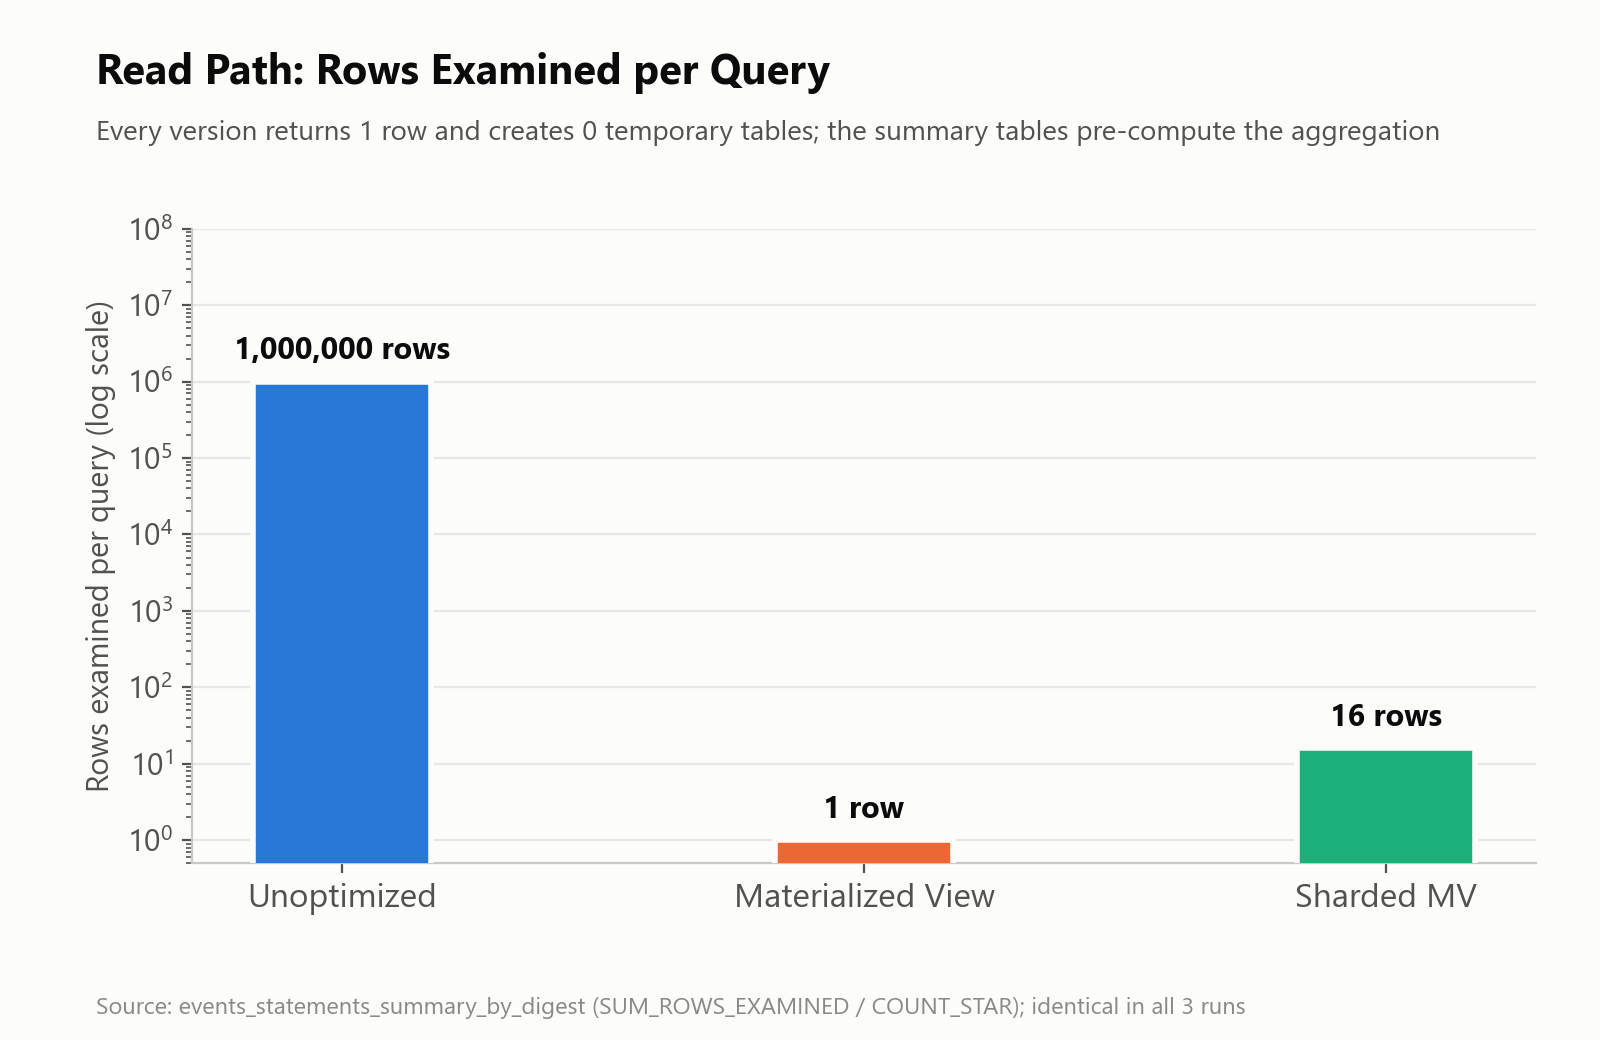 Read Path: Rows Examined per Query
Every version returns 1 row and creates 0 temporary tables; the summary tables pre-compute the aggregation
Rows examined per query (log scale)
10⁸
10⁷
10⁶
10⁵
10⁴
10³
10²
10¹
10⁰
1,000,000 rows
1 row
16 rows
Unoptimized
Materialized View
Sharded MV
Source: events_statements_summary_by_digest (SUM_ROWS_EXAMINED / COUNT_STAR); identical in all 3 runs